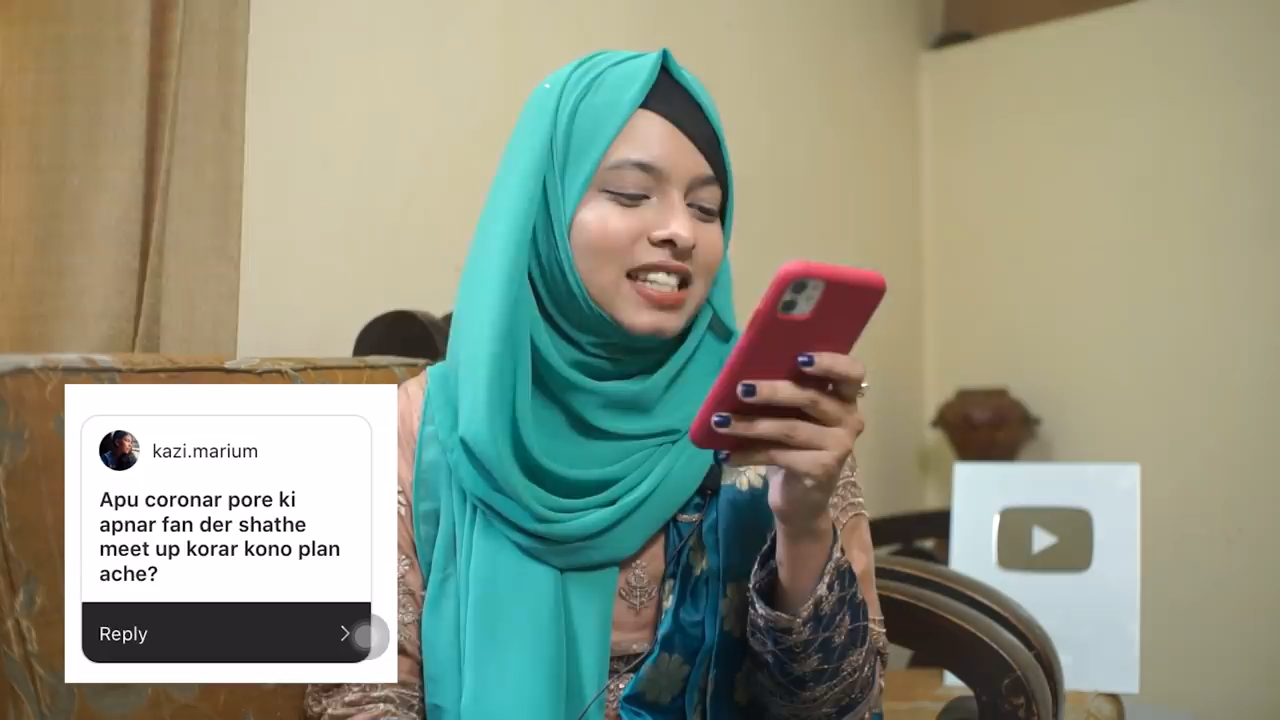 kazi.marium
Apu coronar pore ki
apnar fan der shathe
meet up korar kono plan
ache?
Reply